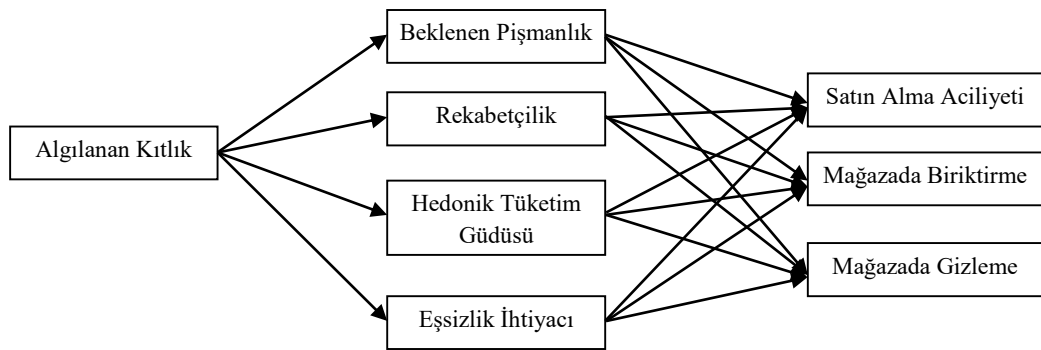 Beklenen Pişmanlık
Rekabetçilik
Algılanan Kıtlık
Hedonik Tüketim
Güdüsü
Eşsizlik İhtiyacı
Satın Alma Aciliyeti
Mağazada Biriktirme
Mağazada Gizleme